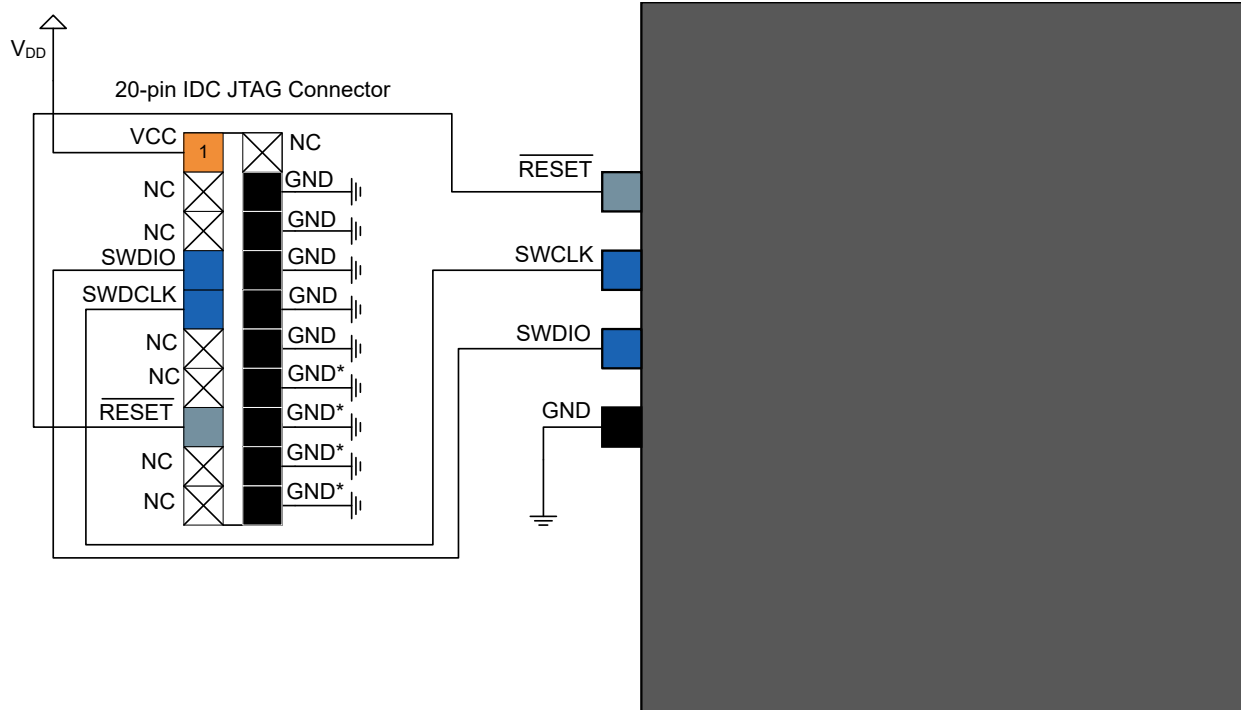 VDD
20-pin IDC JTAG Connector
VCC
1
NC
NC
GND
NC
GND
SWDIO
GND
SWDCLK
GND
NC
GND
NC
GND*
RESET
GND*
NC
GND*
NC
GND*
RESET
SWCLK
SWDIO
GND